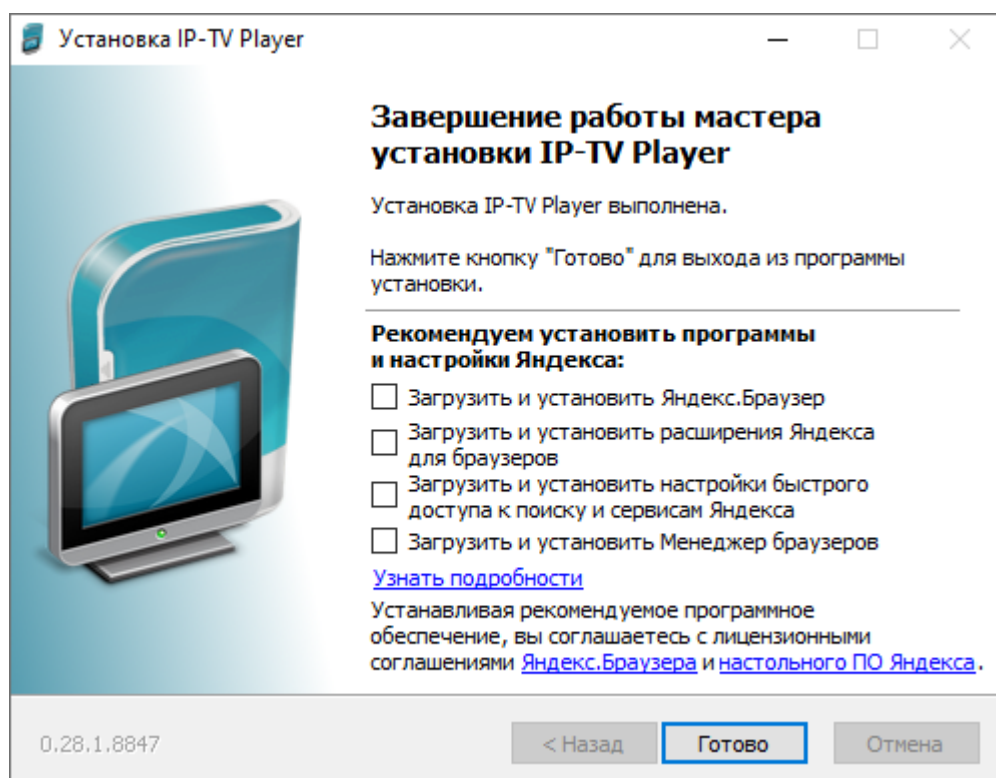 Установка IP-TV Player
Завершение работы мастера
установки IP-TV Player
Установка IP-TV Player выполнена.
Нажмите кнопку "Готово" для выхода из программы
установки.
Рекомендуем установить программы
и настройки Яндекса:
Загрузить и установить Яндекс.Браузер
Загрузить и установить расширения Яндекса
для браузеров
Загрузить и установить настройки быстрого
доступа к поиску и сервисам Яндекса
Загрузить и установить Менеджер браузеров
Узнать подробности
Устанавливая рекомендуемое программное
обеспечение, вы соглашаетесь с лицензионными
соглашениями Яндекс.Браузера и настольного ПО Яндекса.
0.28.1.8847
< Назад
Готово
Отмена